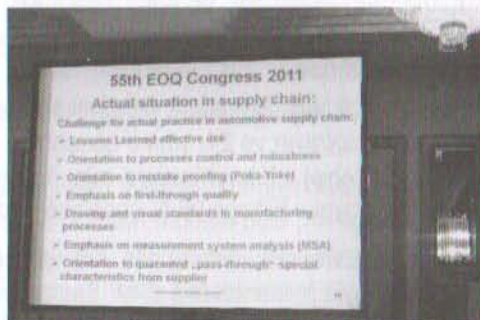 55th EOQ Congress 2011
Actual situation in supply chain:
Challenge for actual practice in automotive supply chain:
➢ Lessons Learned effective use
➢ Orientation to processes control and robustness
➢ Orientation to mistake proofing (Poka-Yoke)
➢ Emphasis on first-through quality
➢ Drawing and visual standards in manufacturing
processes
➢ Emphasis on measurement system analysis (MSA)
➢ Orientation to quaranted „pass-through“ special
characteristics from supplier